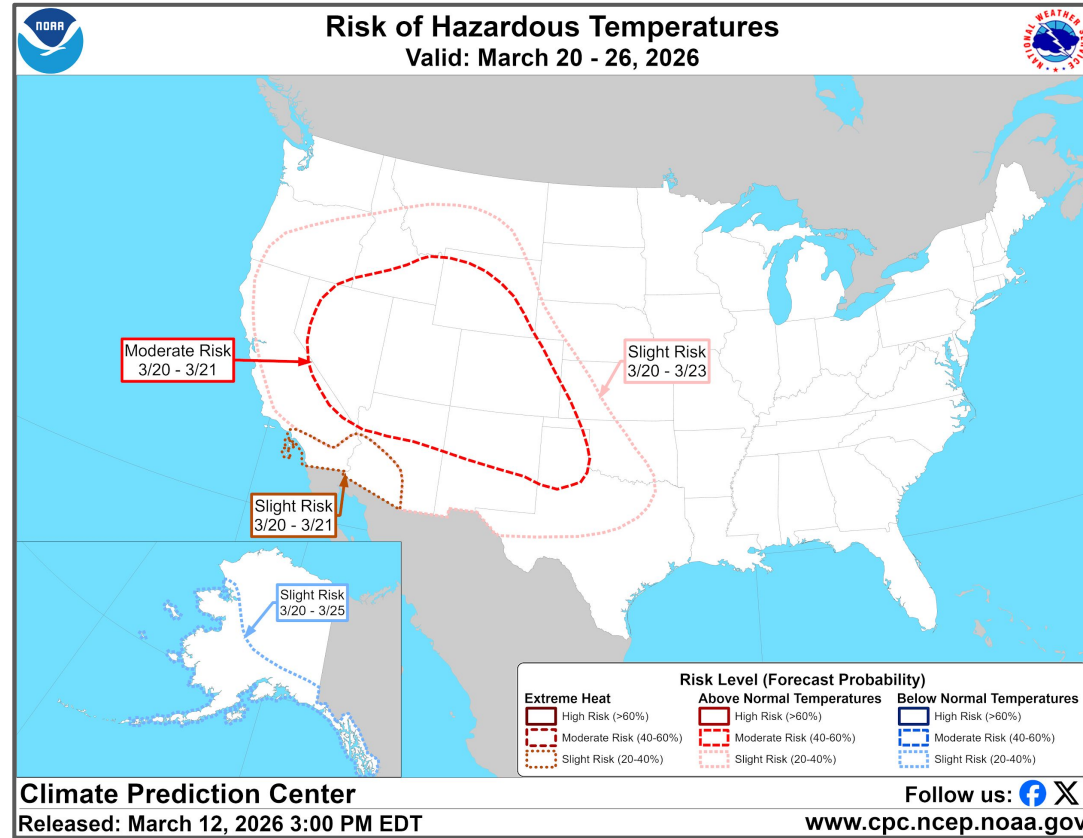 NOAA
Risk of Hazardous Temperatures
Valid: March 20 - 26, 2026
NATIONAL WEATHER SERVICE
Moderate Risk
3/20 - 3/21
Slight Risk
3/20 - 3/23
Slight Risk
3/20 - 3/21
Slight Risk
3/20 - 3/25
Risk Level (Forecast Probability)
Extreme Heat
High Risk (>60%)
Moderate Risk (40-60%)
Slight Risk (20-40%)
Above Normal Temperatures
High Risk (>60%)
Moderate Risk (40-60%)
Slight Risk (20-40%)
Below Normal Temperatures
High Risk (>60%)
Moderate Risk (40-60%)
Slight Risk (20-40%)
Climate Prediction Center
Follow us:
Released: March 12, 2026 3:00 PM EDT
www.cpc.ncep.noaa.gov